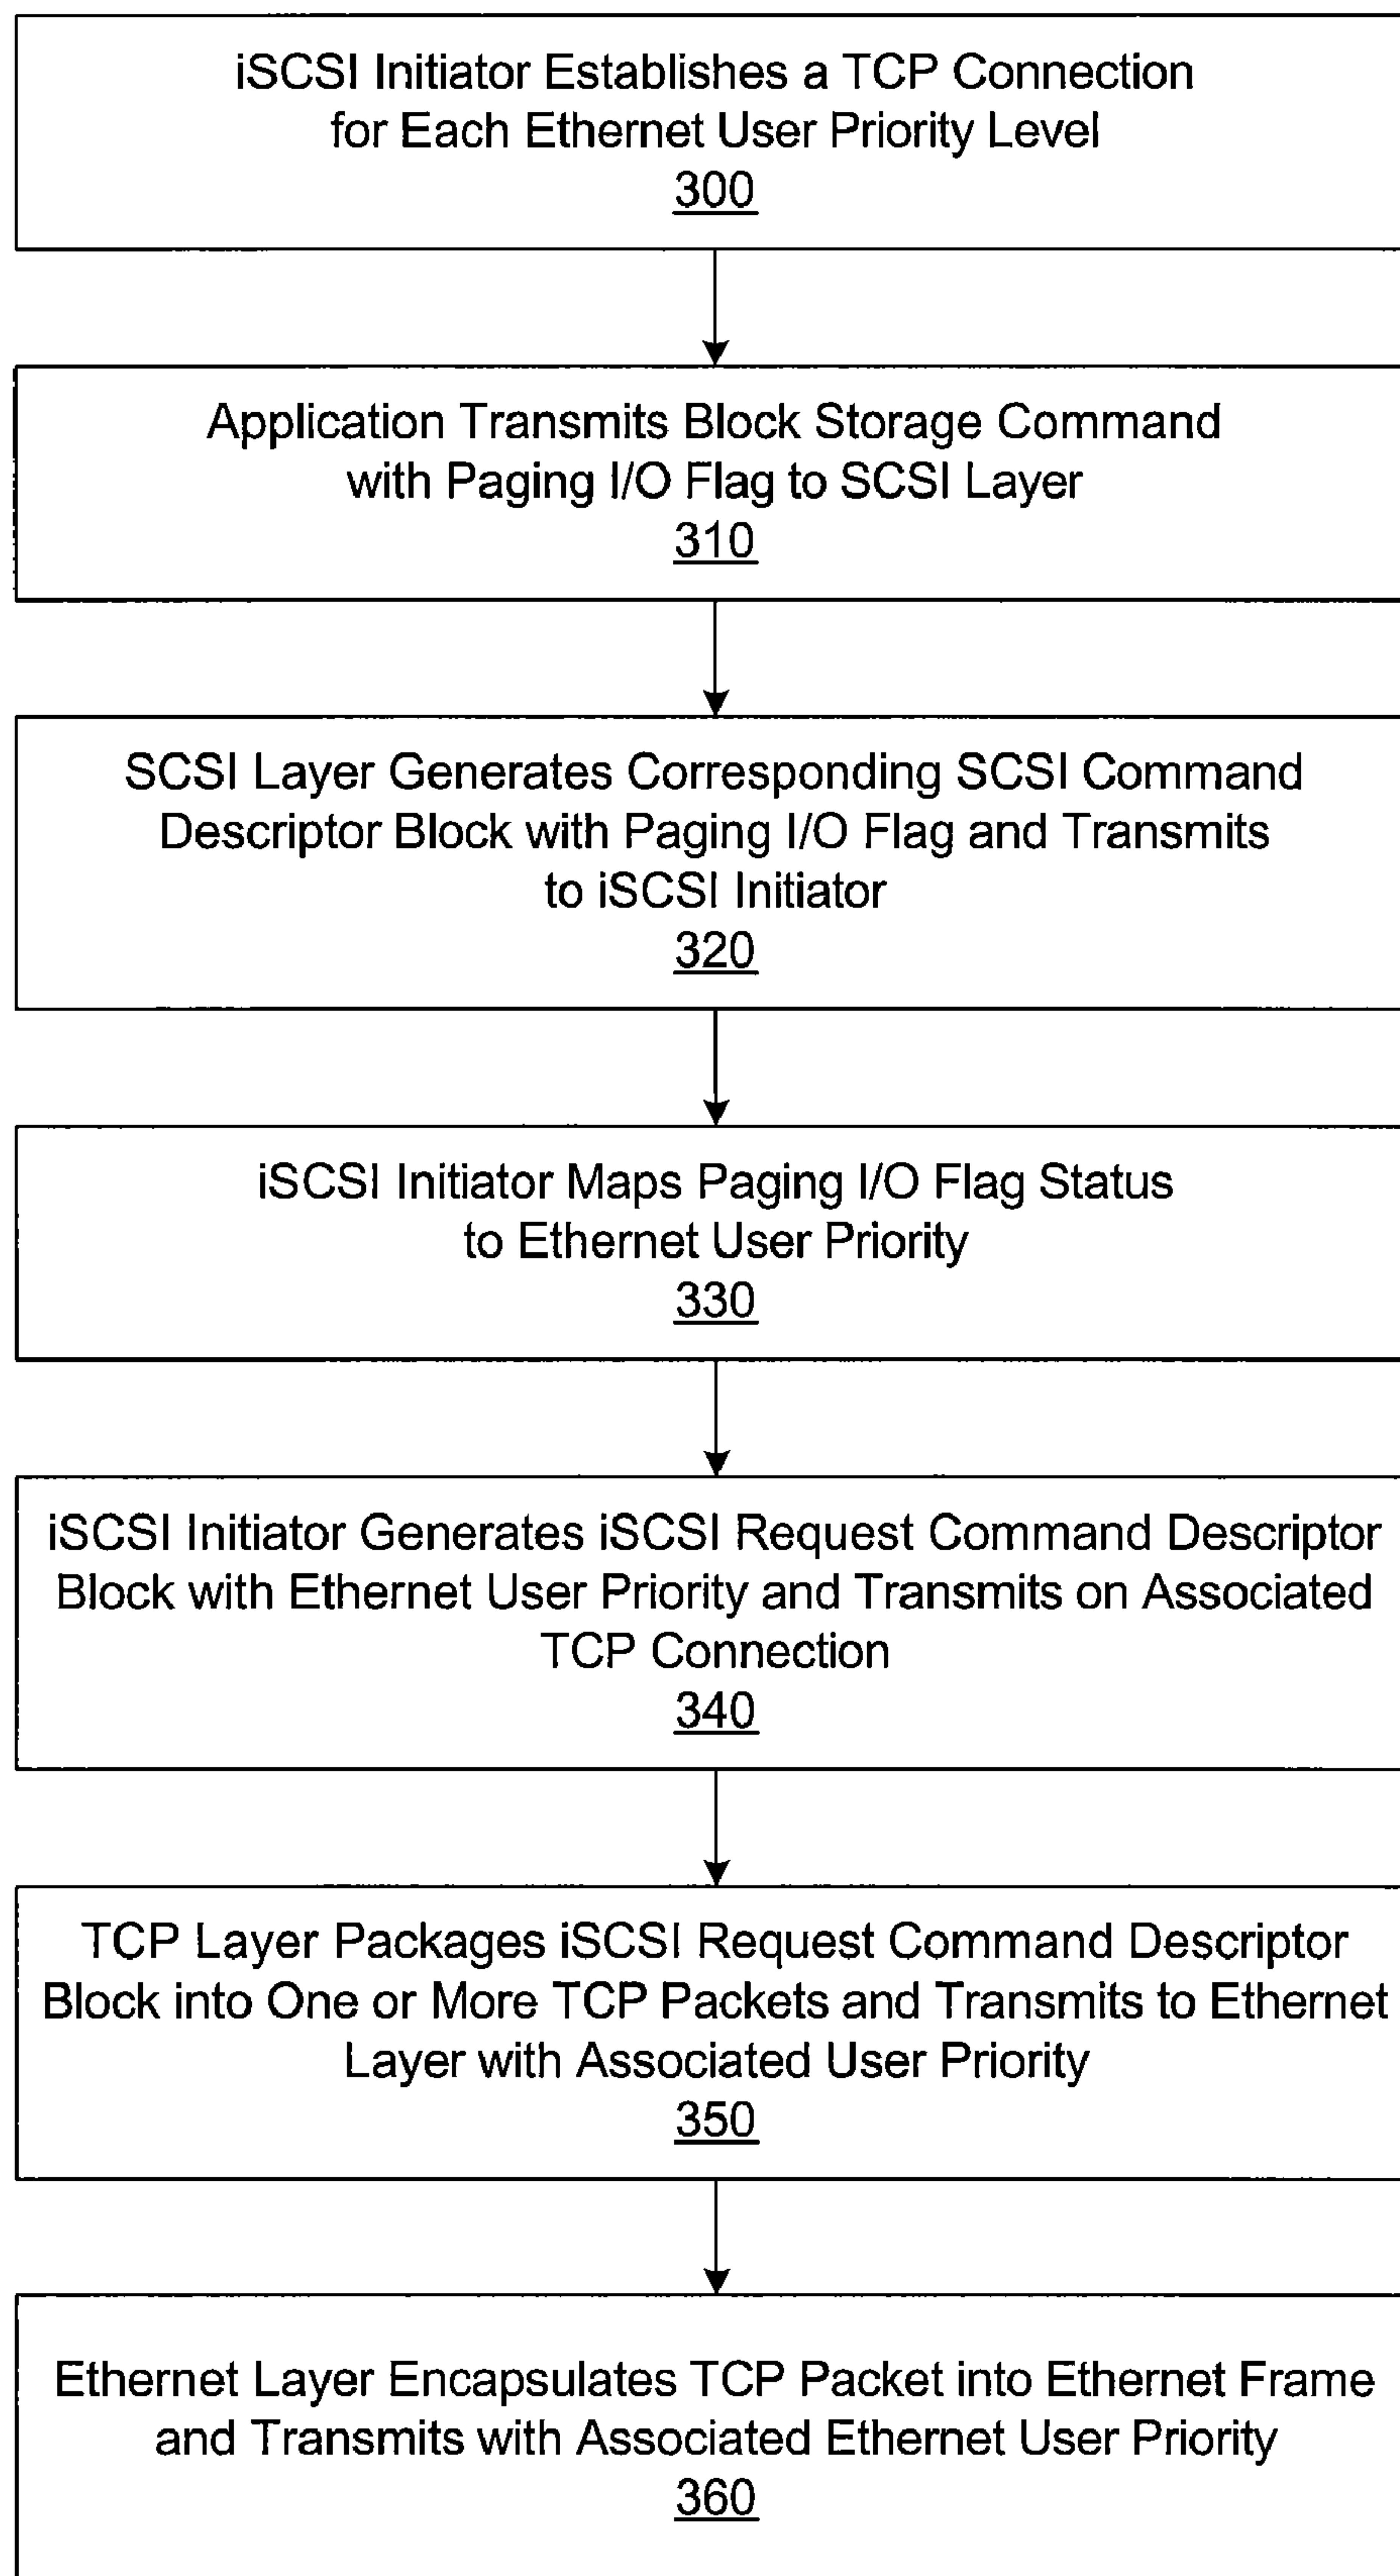 iSCSI Initiator Establishes a TCP Connection
for Each Ethernet User Priority Level
300
Application Transmits Block Storage Command
with Paging I/O Flag to SCSI Layer
310
SCSI Layer Generates Corresponding SCSI Command
Descriptor Block with Paging I/O Flag and Transmits
to iSCSI Initiator
320
iSCSI Initiator Maps Paging I/O Flag Status
to Ethernet User Priority
330
iSCSI Initiator Generates iSCSI Request Command Descriptor
Block with Ethernet User Priority and Transmits on Associated
TCP Connection
340
TCP Layer Packages iSCSI Request Command Descriptor
Block into One or More TCP Packets and Transmits to Ethernet
Layer with Associated User Priority
350
Ethernet Layer Encapsulates TCP Packet into Ethernet Frame
and Transmits with Associated Ethernet User Priority
360